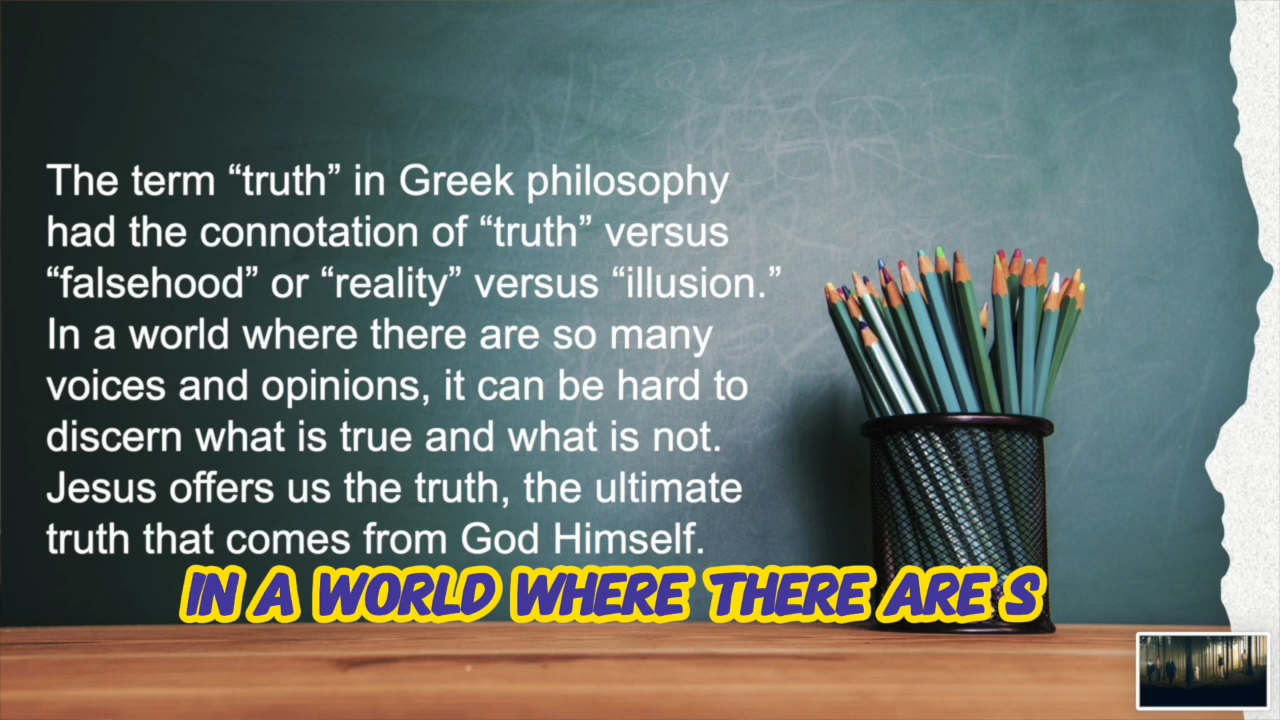 The term “truth” in Greek philosophy
had the connotation of “truth” versus
“falsehood” or “reality” versus “illusion.”
In a world where there are so many
voices and opinions, it can be hard to
discern what is true and what is not.
Jesus offers us the truth, the ultimate
truth that comes from God Himself.
IN A WORLD WHERE THERE ARE S